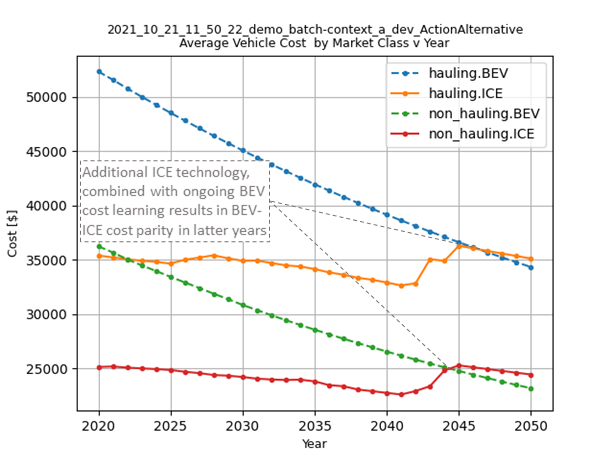 2021_10_21_11_50_22_demo_batch-context_a_dev_ActionAlternative
Average Vehicle Cost  by Market Class v Year
hauling.BEV
hauling.ICE
non_hauling.BEV
non_hauling.ICE
Additional ICE technology,
combined with ongoing BEV
cost learning results in BEV-
ICE cost parity in latter years
Cost [$]
50000
45000
40000
35000
30000
25000
2020
2025
2030
2035
2040
2045
2050
Year